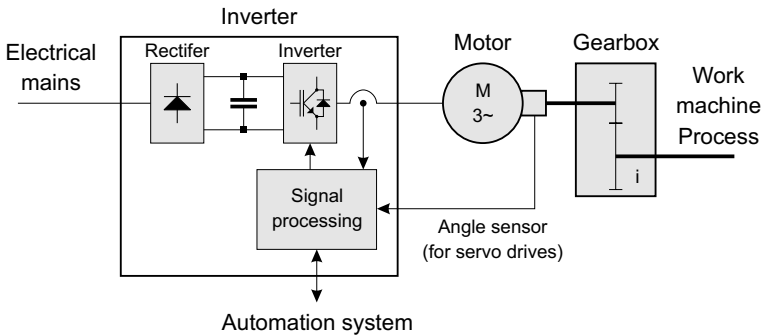 Inverter
Electrical
mains
Rectifer
Inverter
Motor
Gearbox
M
3~
Work
machine
Process
i
Signal
processing
Angle sensor
(for servo drives)
Automation system